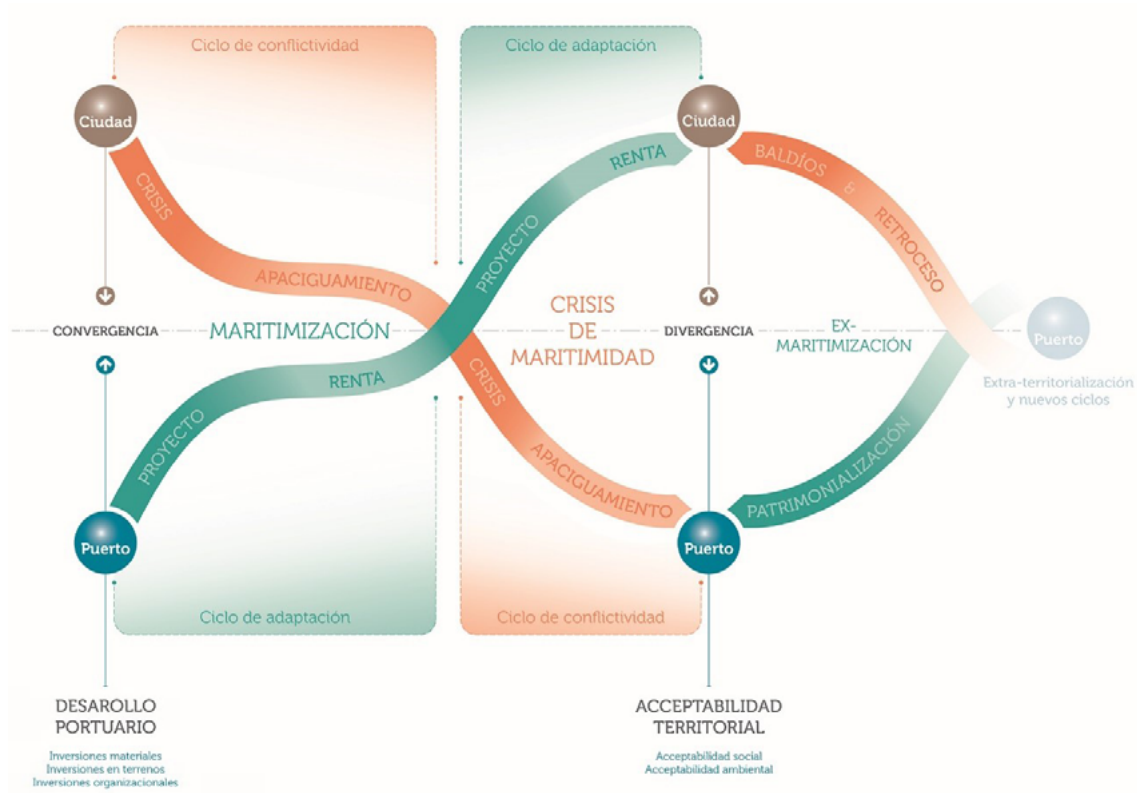 Ciclo de conflictividad
Ciclo de adaptación
Ciudad
Ciudad
CRISIS
APACIGUAMIENTO
PROYECTO
RENTA
BALDÍOS & RETROCESO
CONVERGENCIA
MARITIMIZACIÓN
CRISIS
DE
MARITIMIDAD
DIVERGENCIA
EX-
MARITIMIZACIÓN
Puerto
Extra-territorialización
y nuevos ciclos
PROYECTO
RENTA
CRISIS
APACIGUAMIENTO
PATRIMONIALIZACIÓN
Puerto
Puerto
Ciclo de adaptación
Ciclo de conflictividad
DESAROLLO
PORTUARIO
Inversiones materiales
Inversiones en terrenos
Inversiones organizacionales
ACCEPTABILIDAD
TERRITORIAL
Acceptabilidad social
Acceptabilidad ambiental